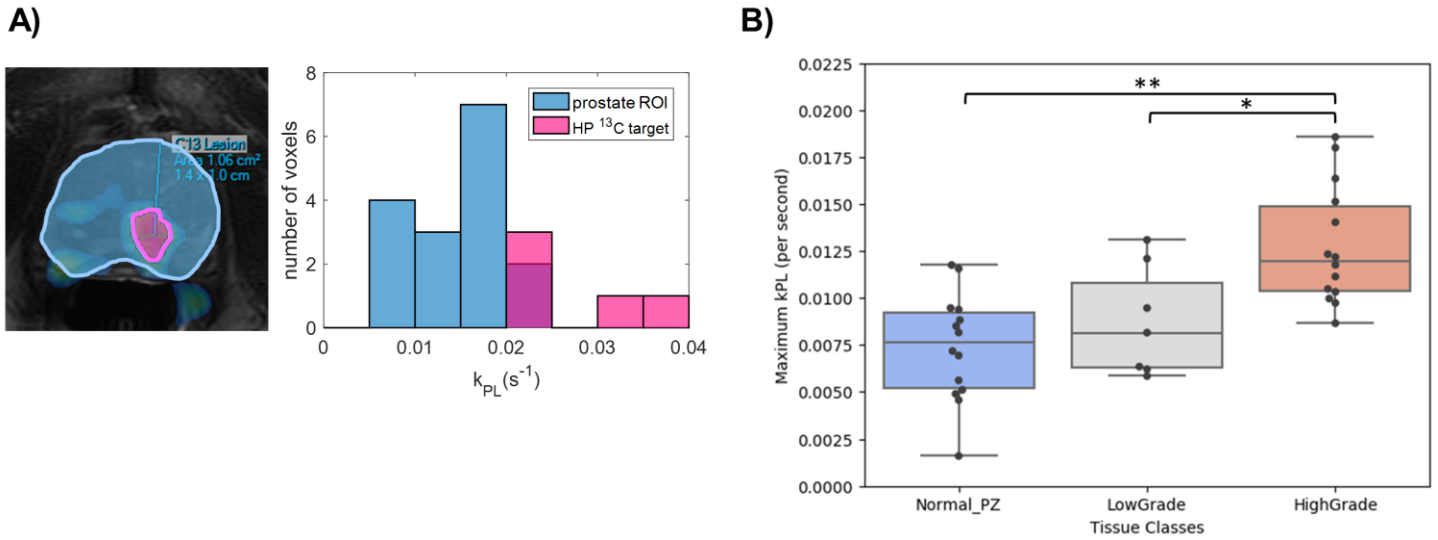 A)
B)
C13 Lesion
Area 1.06 cm²
1.4 x 1.0 cm
8
6
4
2
0
number of voxels
prostate ROI
HP ¹³C target
0
0.01
0.02
0.03
0.04
k_PL(s⁻¹)
0.0225
0.0200
0.0175
0.0150
0.0125
0.0100
0.0075
0.0050
0.0025
0.0000
Maximum kPL (per second)
**
*
Normal_PZ
LowGrade
HighGrade
Tissue Classes